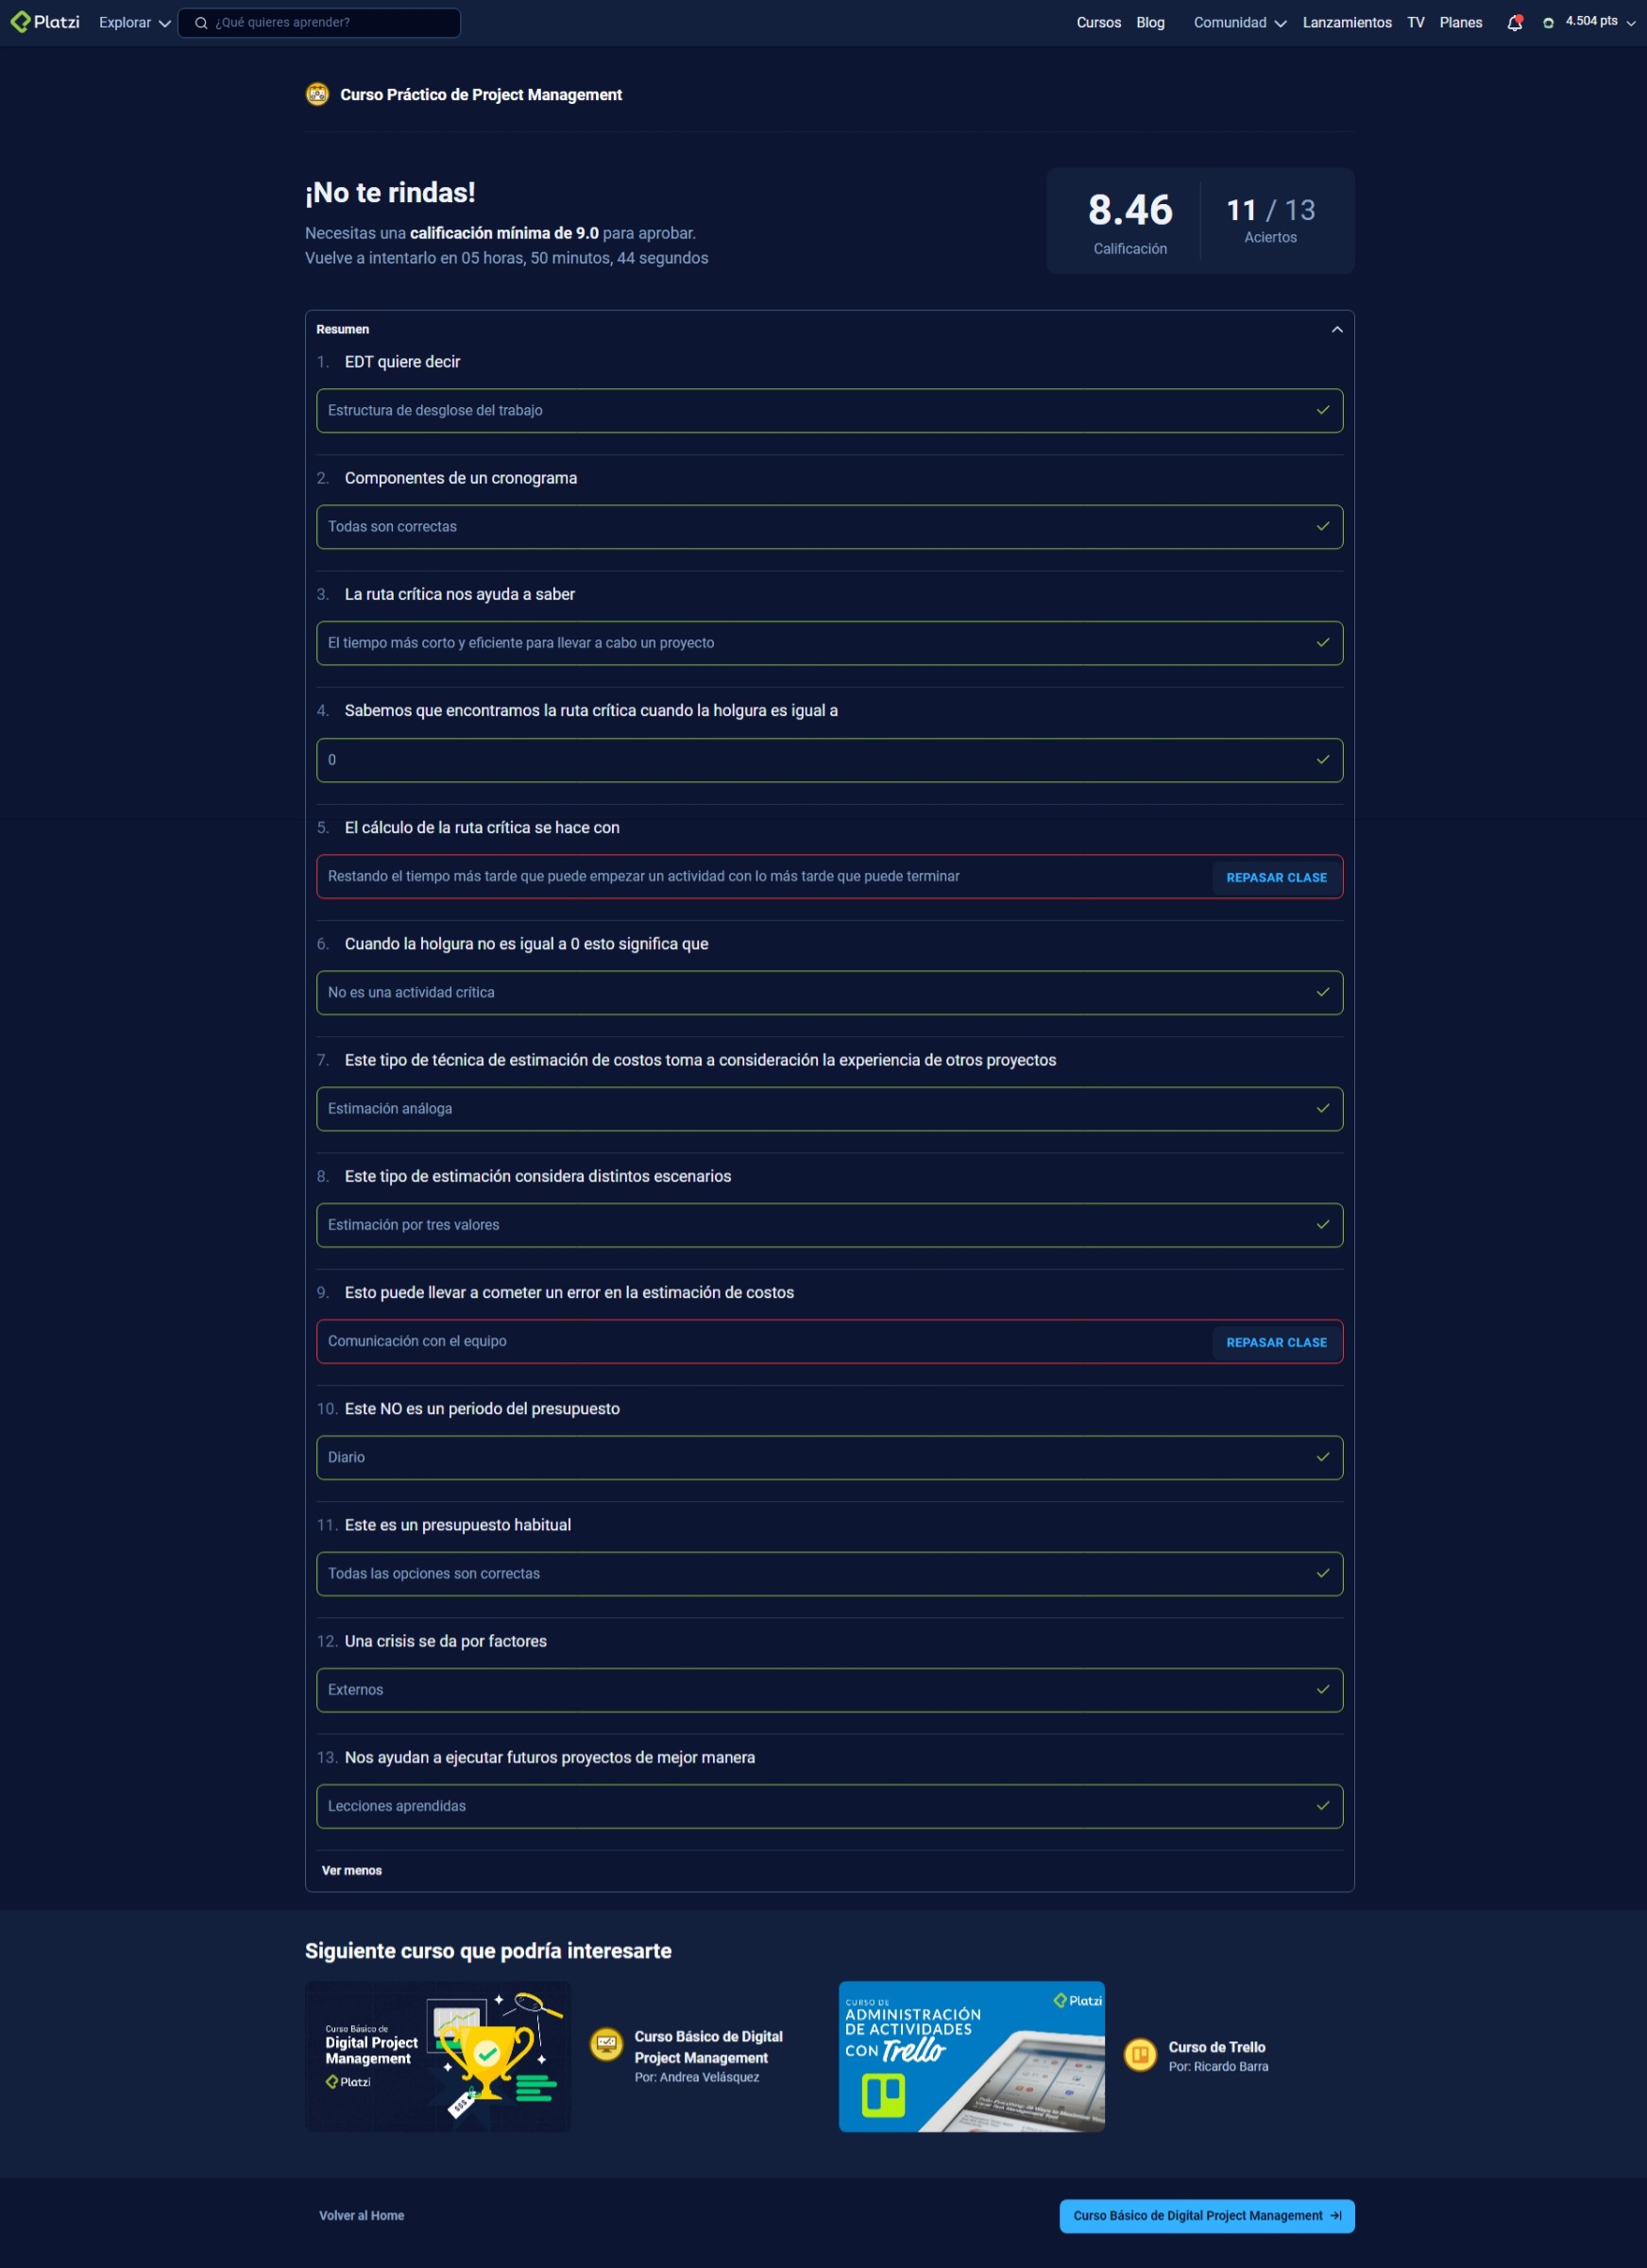 Platzi Explorar ¿Qué quieres aprender? Cursos Blog Comunidad Lanzamientos TV Planes 4.504 pts
Curso Práctico de Project Management
¡No te rindas!
Necesitas una calificación mínima de 9.0 para aprobar.
Vuelve a intentarlo en 05 horas, 50 minutos, 44 segundos
8.46
Calificación
11 / 13
Aciertos
Resumen
1. EDT quiere decir
Estructura de desglose del trabajo
2. Componentes de un cronograma
Todas son correctas
3. La ruta crítica nos ayuda a saber
El tiempo más corto y eficiente para llevar a cabo un proyecto
4. Sabemos que encontramos la ruta crítica cuando la holgura es igual a
0
5. El cálculo de la ruta crítica se hace con
Restando el tiempo más tarde que puede empezar un actividad con lo más tarde que puede terminar
REPASAR CLASE
6. Cuando la holgura no es igual a 0 esto significa que
No es una actividad crítica
7. Este tipo de técnica de estimación de costos toma a consideración la experiencia de otros proyectos
Estimación análoga
8. Este tipo de estimación considera distintos escenarios
Estimación por tres valores
9. Esto puede llevar a cometer un error en la estimación de costos
Comunicación con el equipo
REPASAR CLASE
10. Este NO es un periodo del presupuesto
Diario
11. Este es un presupuesto habitual
Todas las opciones son correctas
12. Una crisis se da por factores
Externos
13. Nos ayudan a ejecutar futuros proyectos de mejor manera
Lecciones aprendidas
Ver menos
Siguiente curso que podría interesarte
Curso Básico de
Digital Project
Management
Platzi
$$$
Curso Básico de Digital
Project Management
Por: Andrea Velásquez
CURSO DE
ADMINISTRACIÓN
DE ACTIVIDADES
CON Trello
Platzi
Curso de Trello
Por: Ricardo Barra
Volver al Home
Curso Básico de Digital Project Management